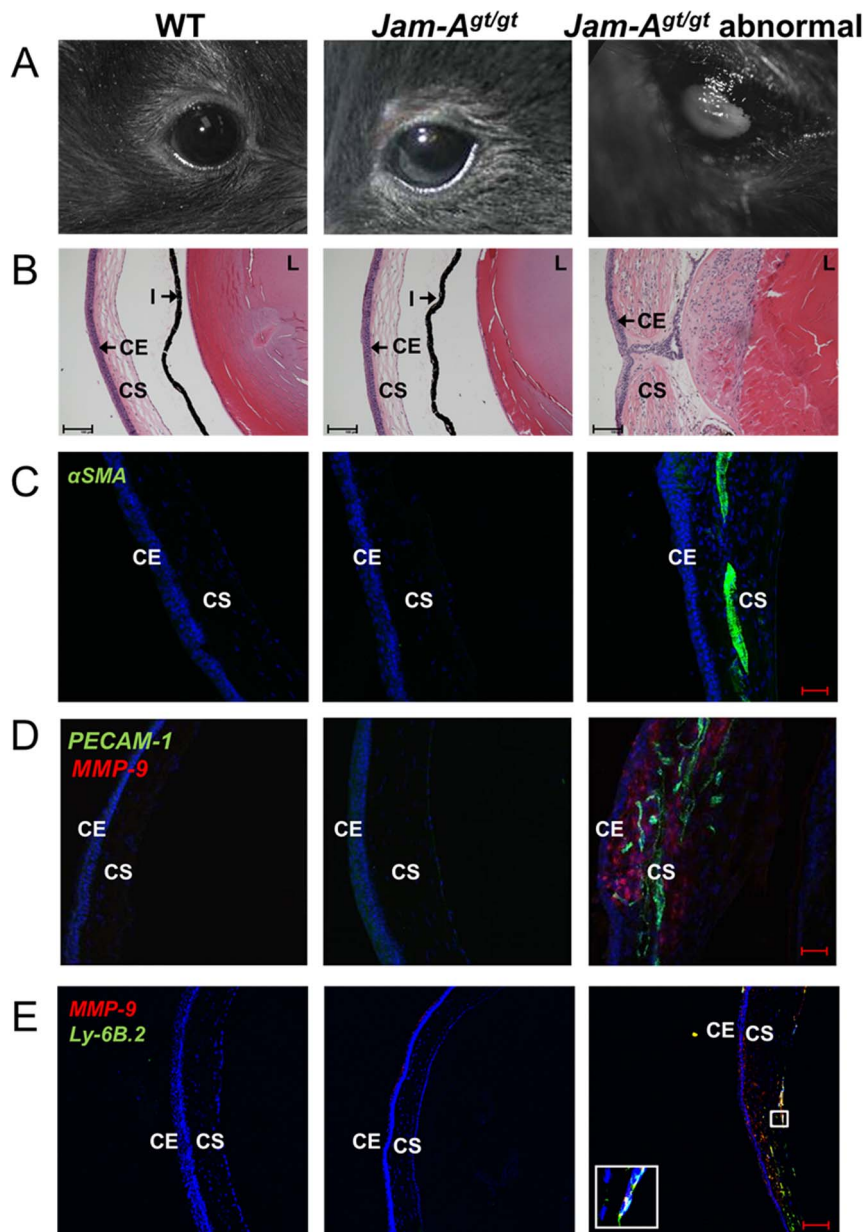 WT Jam-Agt/gt Jam-Agt/gt abnormal
A
B
L L L
I I
CE CE CE
CS CS CS
C
αSMA
CE CE CE
CS CS CS
D
PECAM-1
MMP-9
CE CE CE
CS CS CS
E
MMP-9
Ly-6B.2
CE CS
CE CS CE CS